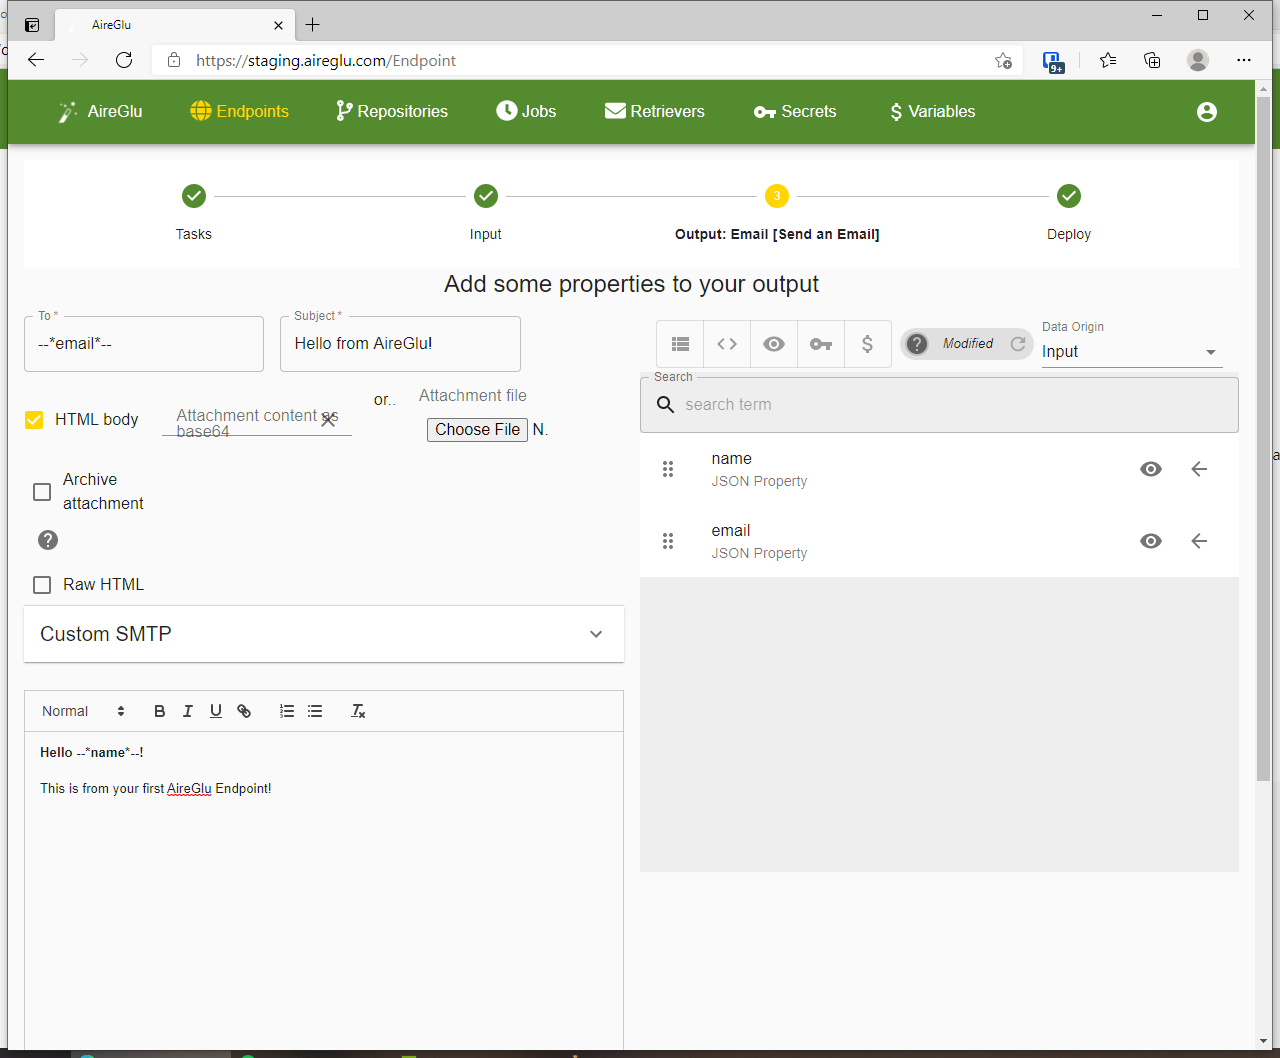 AireGlu
https://staging.aireglu.com/Endpoint
9+
AireGlu
Endpoints
Repositories
Jobs
Retrievers
Secrets
$ Variables
3
Tasks
Input
Output: Email [Send an Email]
Deploy
Add some properties to your output
To *
--*email*--
Subject *
Hello from AireGlu!
$
? Modified
Data Origin
Input
Search
search term
HTML body
Attachment content as
base64
or..
Attachment file
Choose File N.
name
JSON Property
email
JSON Property
Archive
attachment
?
Raw HTML
Custom SMTP
Normal
B I U
Hello --*name*--!
This is from your first AireGlu Endpoint!